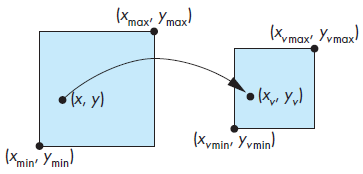 (xmax, ymax)
(xvmax, yvmax)
(x, y)
(xv, yv)
(xvmin, yvmin)
(xmin, ymin)